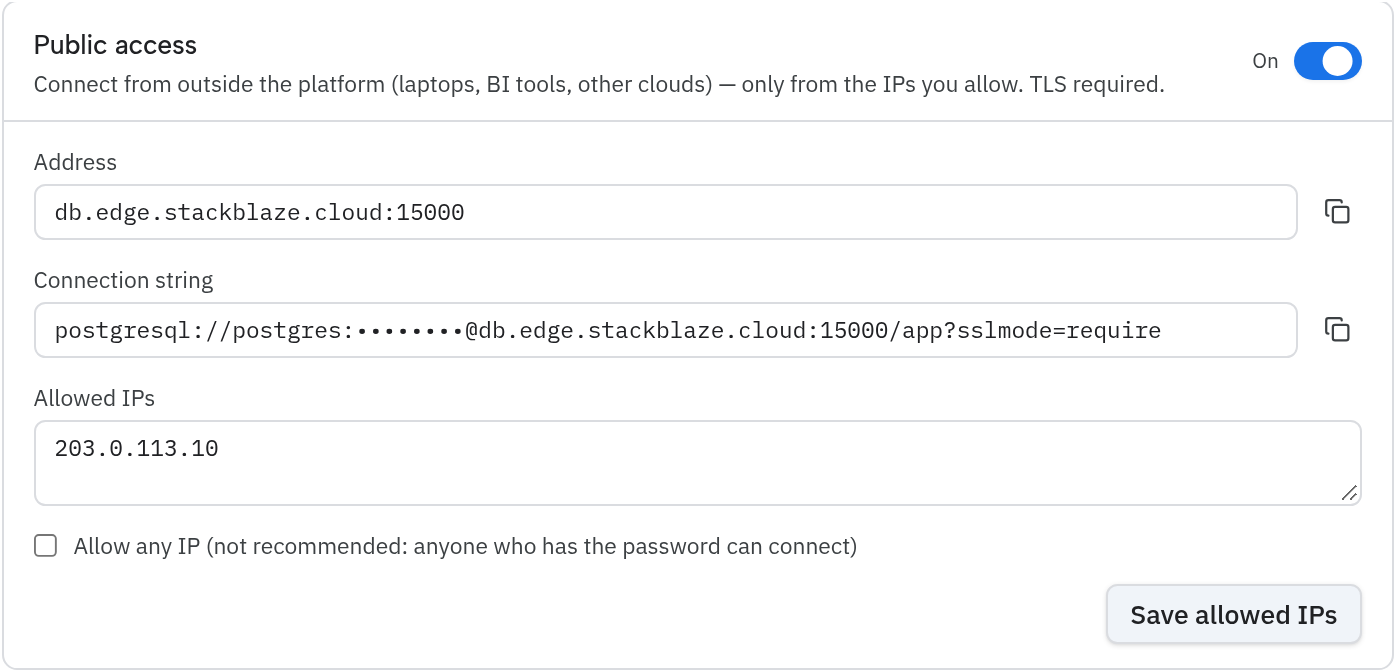 Public access
On
Connect from outside the platform (laptops, BI tools, other clouds) — only from the IPs you allow. TLS required.
Address
db.edge.stackblaze.cloud:15000
Connection string
postgresql://postgres:••••••••@db.edge.stackblaze.cloud:15000/app?sslmode=require
Allowed IPs
203.0.113.10
Allow any IP (not recommended: anyone who has the password can connect)
Save allowed IPs